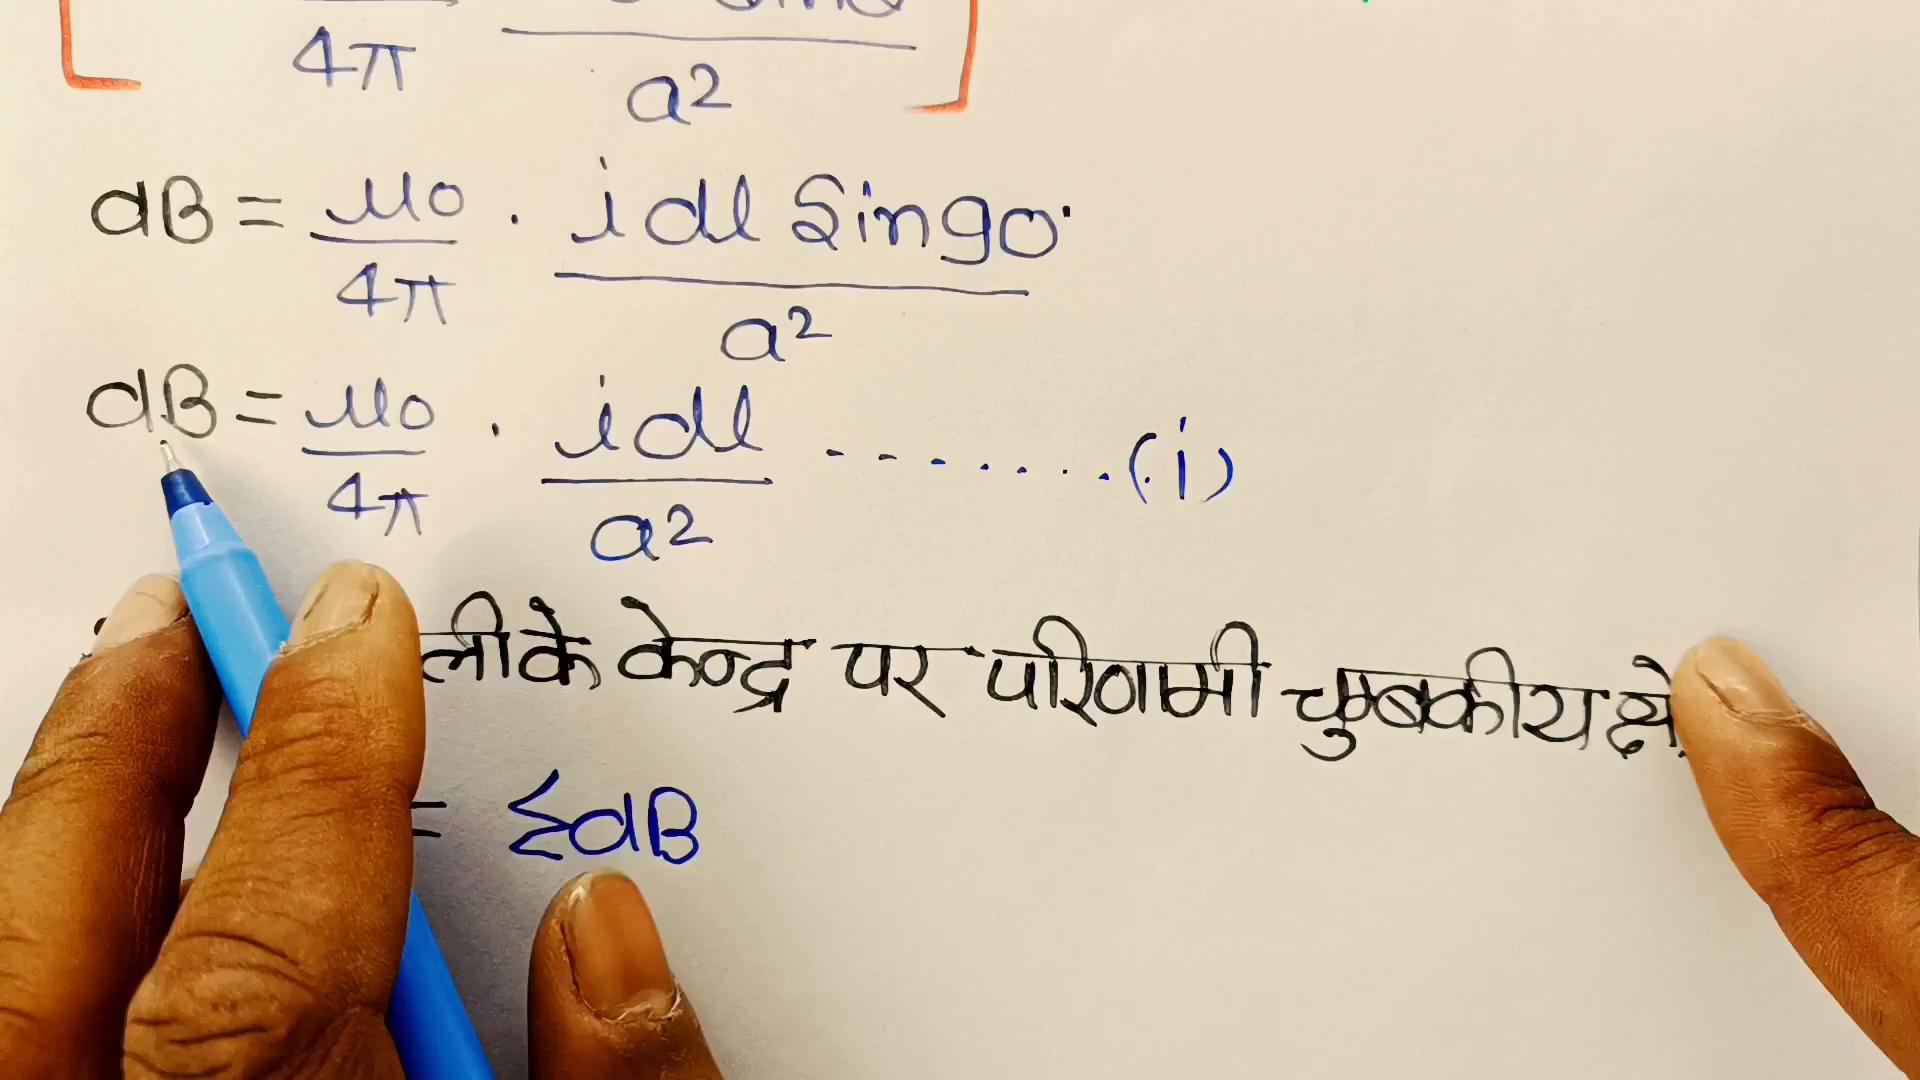 4π a²
dB = μ0/4π · idl Sin90°/a²
dB = μ0/4π · idl/a² ........(i)
के केन्द्र पर परिणामी चुम्बकीय
= ΣdB